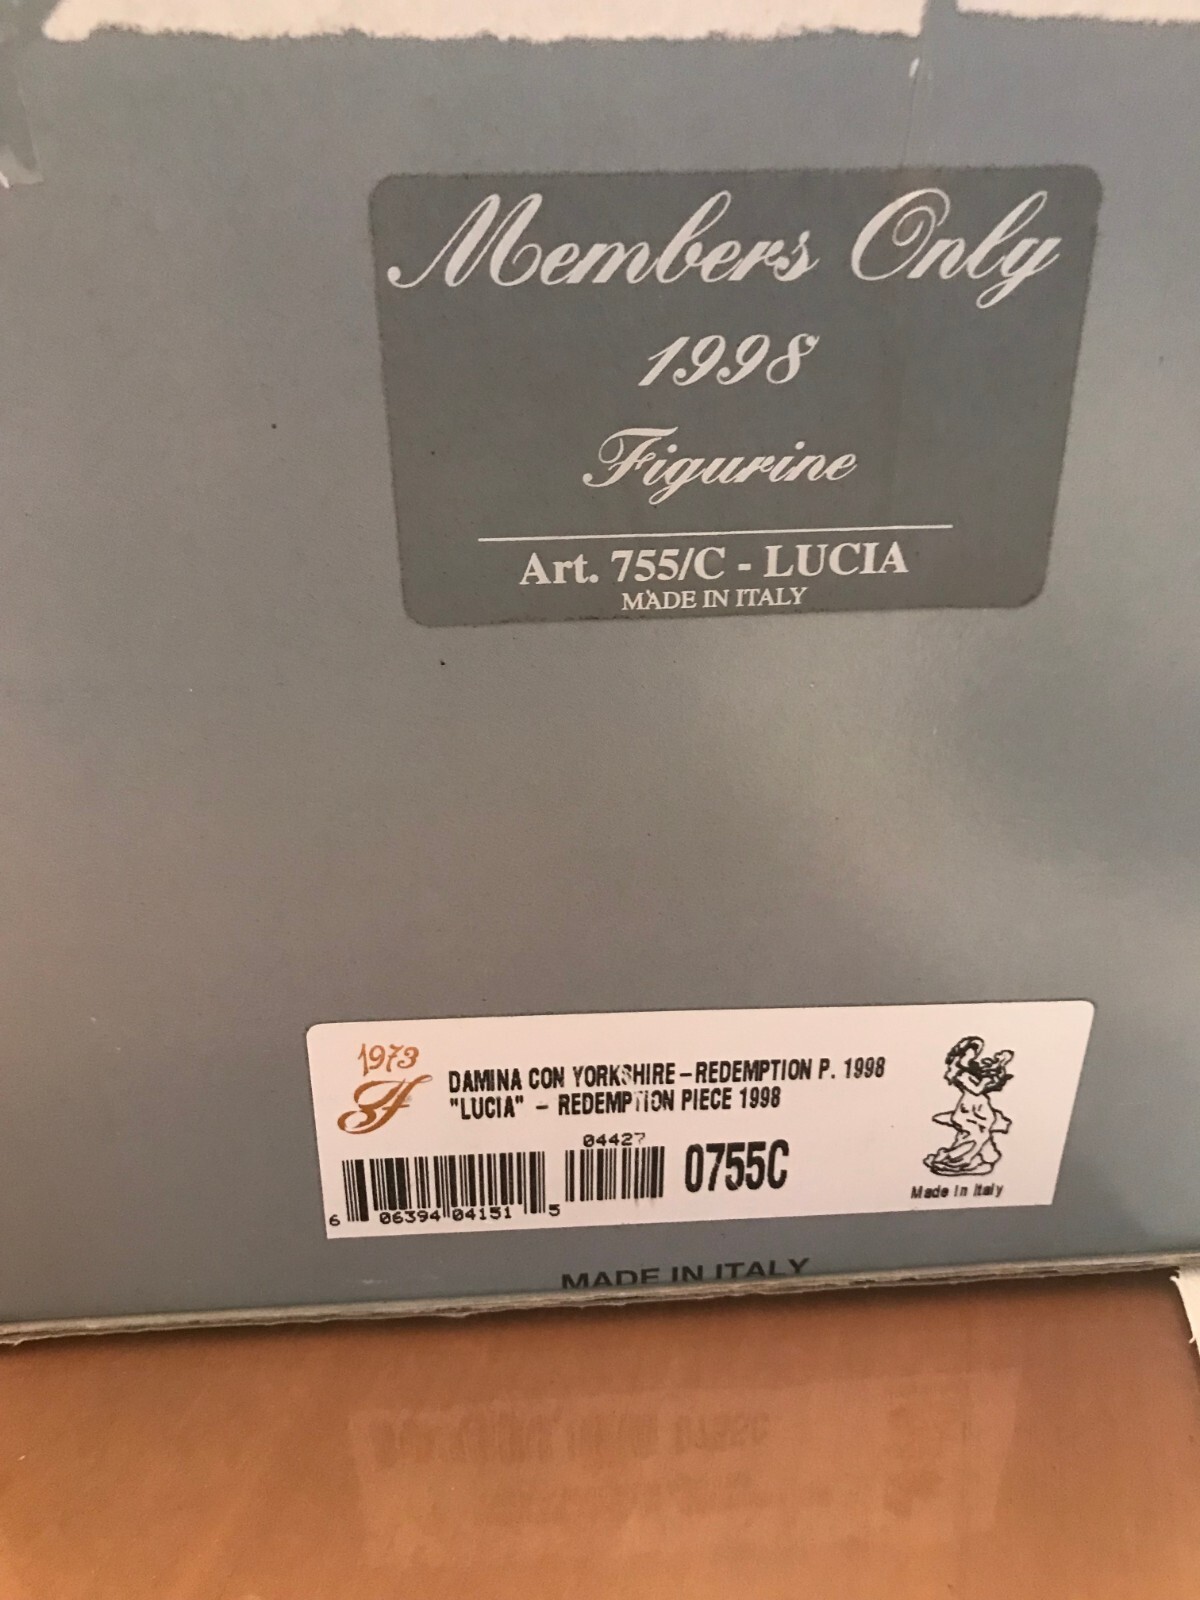 Members Only
1998
Figurine
Art. 755/C - LUCIA
MADE IN ITALY
1973
DAMINA CON YORKSHIRE-REDEMPTION P. 1998
"LUCIA" - REDEMPTION PIECE 1998
04427
0755C
6 06394 04151 5
Made in Italy
MADE IN ITALY